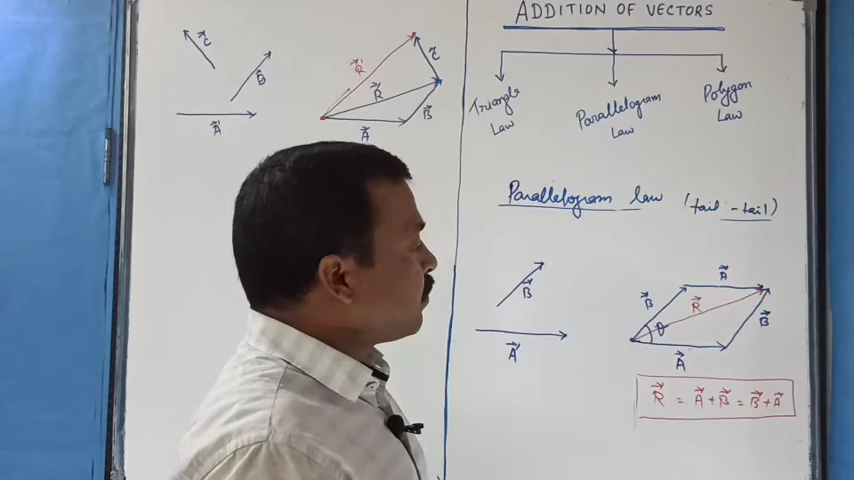 C⃗
B⃗
A⃗
R⃗'
C⃗
R⃗
B⃗
A⃗
ADDITION OF VECTORS
Triangle Law
Parallelogram Law
Polygon Law
Parallelogram law (tail - tail)
B⃗
A⃗
A⃗
B⃗
R⃗
θ
B⃗
A⃗
R⃗ = A⃗ + B⃗ = B⃗ + A⃗